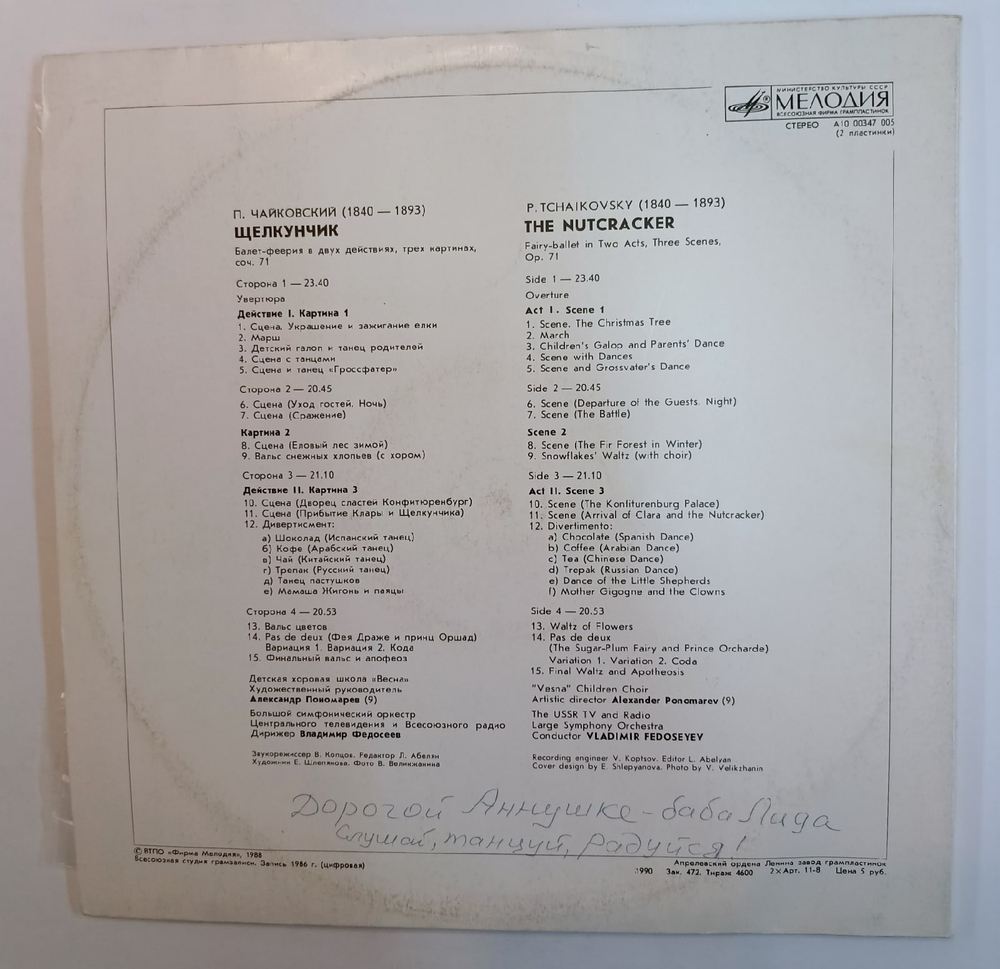 МИНИСТЕРСТВО КУЛЬТУРЫ СССР
МЕЛОДИЯ
ВСЕСОЮЗНАЯ ФИРМА ГРАМПЛАСТИНОК
СТЕРЕО А10 00347 005
(2 пластинки)
П. ЧАЙКОВСКИЙ (1840 — 1893)
ЩЕЛКУНЧИК
Балет-феерия в двух действиях, трех картинах,
соч. 71
Сторона 1 — 23.40
Увертюра
Действие I. Картина 1
1. Сцена. Украшение и зажигание елки
2. Марш
3. Детский галоп и танец родителей
4. Сцена с танцами
5. Сцена и танец «Гроссфатер»
Сторона 2 — 20.45
6. Сцена (Уход гостей. Ночь)
7. Сцена (Сражение)
Картина 2
8. Сцена (Еловый лес зимой)
9. Вальс снежных хлопьев (с хором)
Сторона 3 — 21.10
Действие II. Картина 3
10. Сцена (Дворец сластей Конфитюренбург)
11. Сцена (Прибытие Клары и Щелкунчика)
12. Дивертисмент:
а) Шоколад (Испанский танец)
б) Кофе (Арабский танец)
в) Чай (Китайский танец)
г) Трепак (Русский танец)
д) Танец пастушков
е) Мамаша Жигонь и паяцы
Сторона 4 — 20.53
13. Вальс цветов
14. Pas de deux (Фея Драже и принц Оршад)
Вариация 1. Вариация 2. Кода
15. Финальный вальс и апофеоз
Детская хоровая школа «Весна»
Художественный руководитель
Александр Пономарев (9)
Большой симфонический оркестр
Центрального телевидения и Всесоюзного радио
Дирижер Владимир Федосеев
Звукорежиссер В. Копцов. Редактор Л. Абелян
Художник Е. Шлепянова. Фото В. Великжанина
P. TCHAIKOVSKY (1840 — 1893)
THE NUTCRACKER
Fairy-ballet in Two Acts, Three Scenes,
Op. 71
Side 1 — 23.40
Overture
Act I. Scene 1
1. Scene. The Christmas Tree
2. March
3. Children's Galop and Parents' Dance
4. Scene with Dances
5. Scene and Grossvater's Dance
Side 2 — 20.45
6. Scene (Departure of the Guests. Night)
7. Scene (The Battle)
Scene 2
8. Scene (The Fir Forest in Winter)
9. Snowflakes' Waltz (with choir)
Side 3 — 21.10
Act II. Scene 3
10. Scene (The Konfiturenburg Palace)
11. Scene (Arrival of Clara and the Nutcracker)
12. Divertimento:
a) Chocolate (Spanish Dance)
b) Coffee (Arabian Dance)
c) Tea (Chinese Dance)
d) Trepak (Russian Dance)
e) Dance of the Little Shepherds
f) Mother Gigogne and the Clowns
Side 4 — 20.53
13. Waltz of Flowers
14. Pas de deux
(The Sugar-Plum Fairy and Prince Orcharde)
Variation 1. Variation 2. Coda
15. Final Waltz and Apotheosis
"Vesna" Children Choir
Artistic director Alexander Ponomarev (9)
The USSR TV and Radio
Large Symphony Orchestra
Conductor VLADIMIR FEDOSEYEV
Recording engineer V. Koptsov. Editor L. Abelyan
Cover design by E. Shlepyanova. Photo by V. Velikzhanin
Дорогой Аннушке - баба Лида
Слушай, танцуй, радуйся!
© ВТПО «Фирма Мелодия», 1988
Всесоюзная студия грамзаписи. Запись 1986 г. (цифровая)
Апрелевский ордена Ленина завод грампластинок
1990 Зак. 472. Тираж 4600 2×Арт. 11-8 Цена 5 руб.